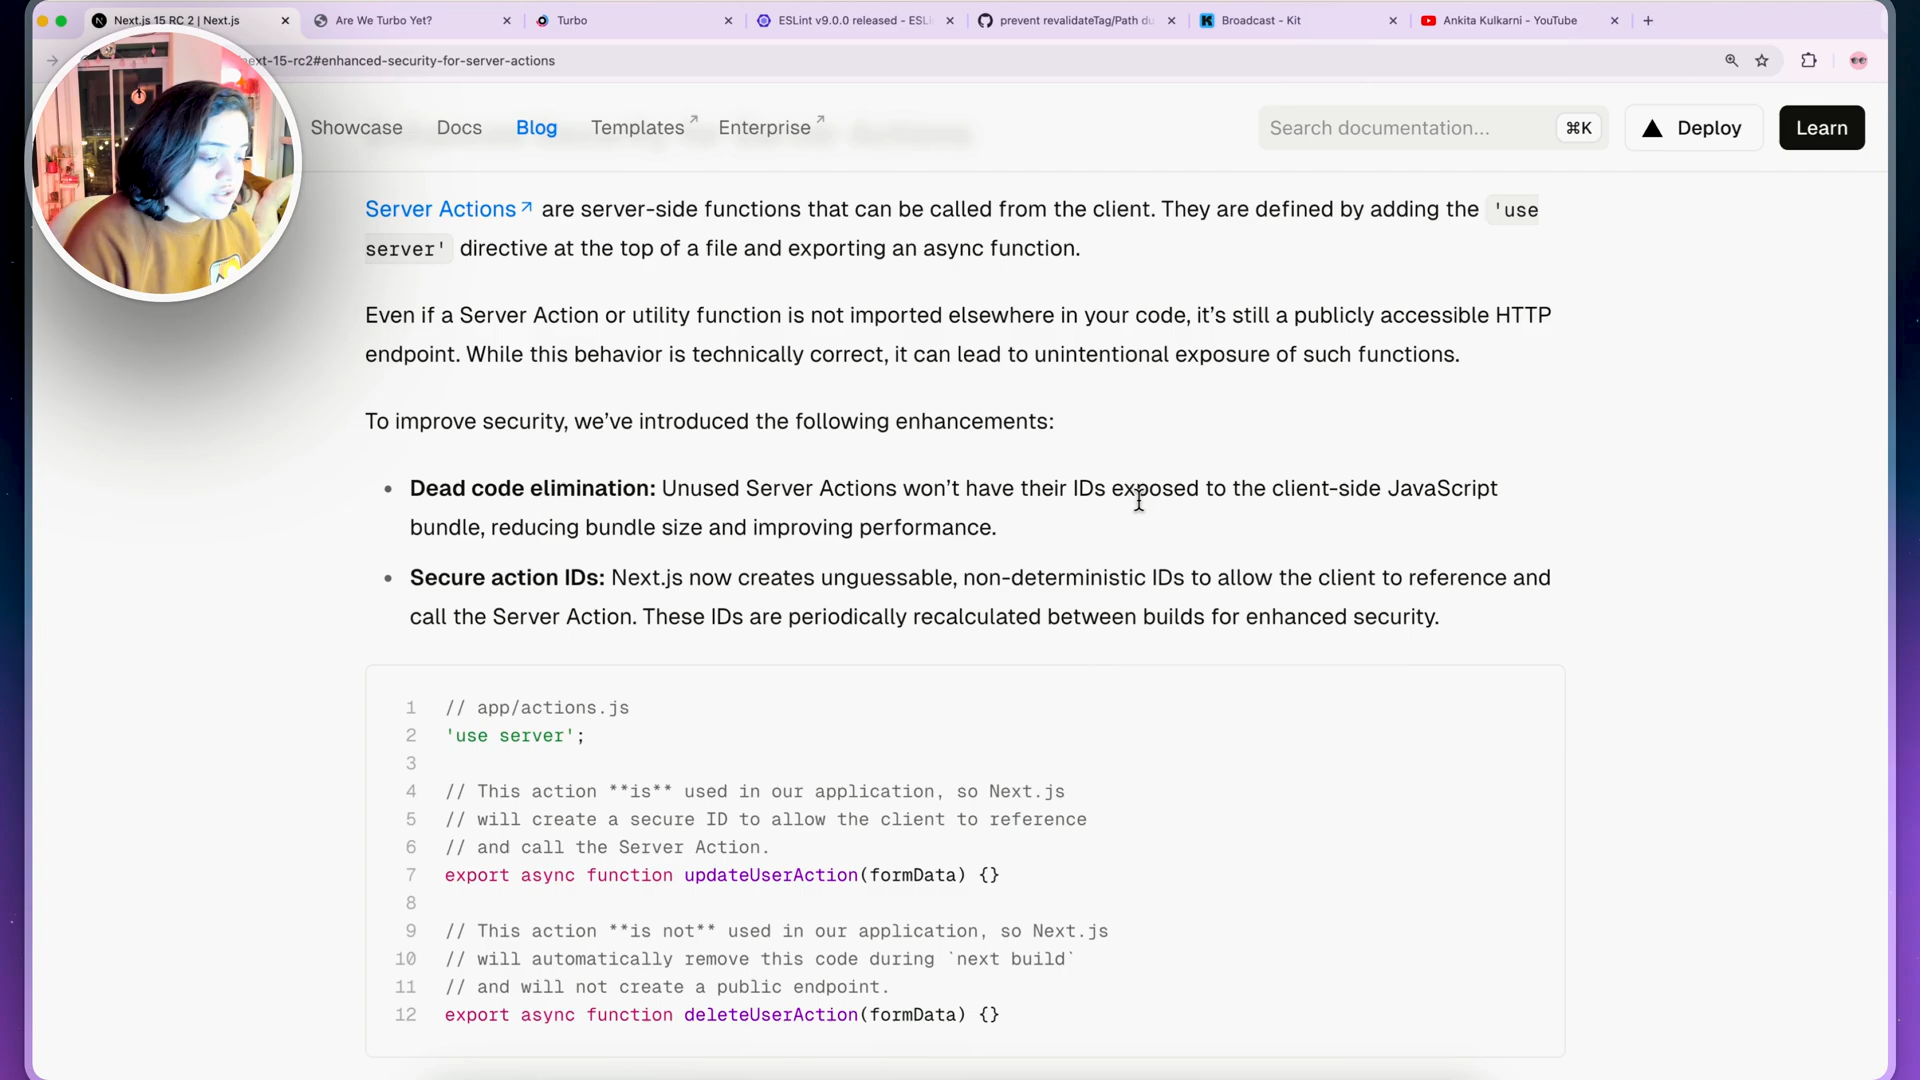 Next.js 15 RC 2 | Next.js
Are We Turbo Yet?
Turbo
ESLint v9.0.0 released - ESLi
prevent revalidateTag/Path du
Broadcast - Kit
Ankita Kulkarni - YouTube
ext-15-rc2#enhanced-security-for-server-actions
Showcase
Docs
Blog
Templates
Enterprise
Search documentation...
⌘K
Deploy
Learn
Server Actions are server-side functions that can be called from the client. They are defined by adding the 'use
server' directive at the top of a file and exporting an async function.
Even if a Server Action or utility function is not imported elsewhere in your code, it’s still a publicly accessible HTTP
endpoint. While this behavior is technically correct, it can lead to unintentional exposure of such functions.
To improve security, we’ve introduced the following enhancements:
• Dead code elimination: Unused Server Actions won’t have their IDs exposed to the client-side JavaScript
bundle, reducing bundle size and improving performance.
• Secure action IDs: Next.js now creates unguessable, non-deterministic IDs to allow the client to reference and
call the Server Action. These IDs are periodically recalculated between builds for enhanced security.
1 // app/actions.js
2 'use server';
3
4 // This action **is** used in our application, so Next.js
5 // will create a secure ID to allow the client to reference
6 // and call the Server Action.
7 export async function updateUserAction(formData) {}
8
9 // This action **is not** used in our application, so Next.js
10 // will automatically remove this code during `next build`
11 // and will not create a public endpoint.
12 export async function deleteUserAction(formData) {}